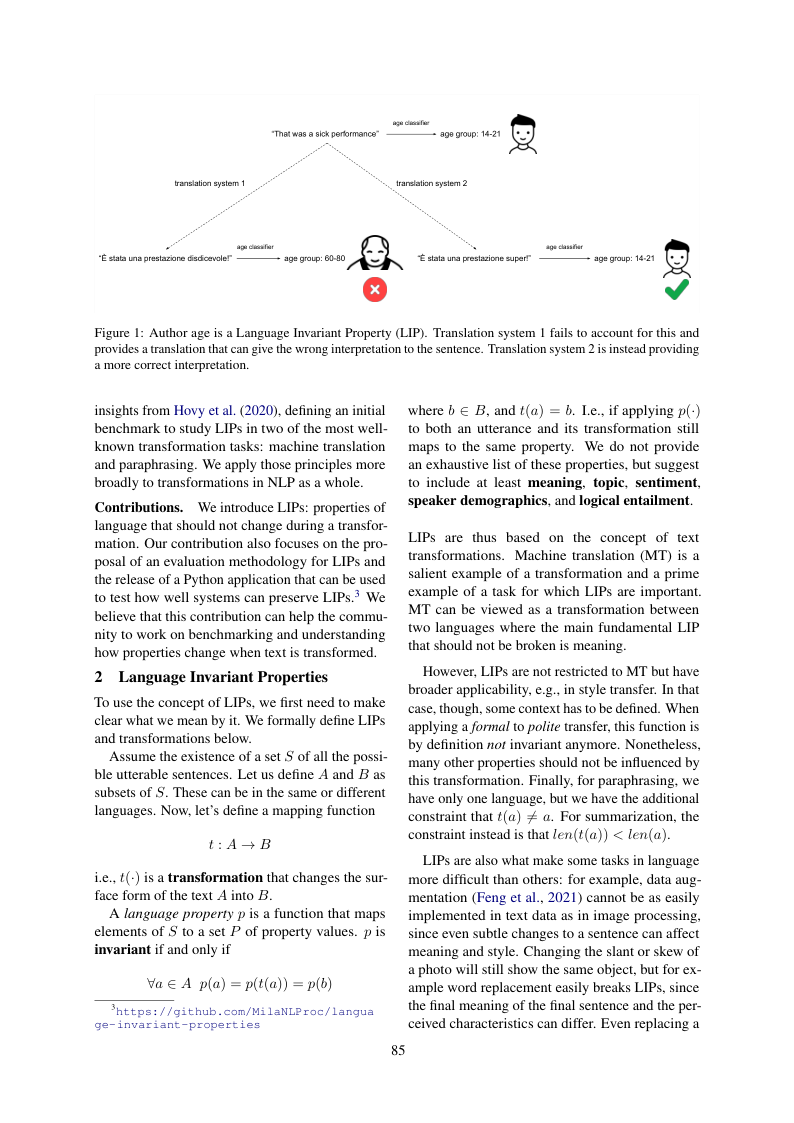 "That was a sick performance"
age classifier
age group: 14-21
translation system 1
translation system 2
"È stata una prestazione disdicevole!"
age classifier
age group: 60-80
"È stata una prestazione super!"
age classifier
age group: 14-21
Figure 1: Author age is a Language Invariant Property (LIP). Translation system 1 fails to account for this and
provides a translation that can give the wrong interpretation to the sentence. Translation system 2 is instead providing
a more correct interpretation.
insights from Hovy et al. (2020), defining an initial
benchmark to study LIPs in two of the most well-
known transformation tasks: machine translation
and paraphrasing. We apply those principles more
broadly to transformations in NLP as a whole.
Contributions. We introduce LIPs: properties of
language that should not change during a transfor-
mation. Our contribution also focuses on the pro-
posal of an evaluation methodology for LIPs and
the release of a Python application that can be used
to test how well systems can preserve LIPs.3 We
believe that this contribution can help the commu-
nity to work on benchmarking and understanding
how properties change when text is transformed.
2 Language Invariant Properties
To use the concept of LIPs, we first need to make
clear what we mean by it. We formally define LIPs
and transformations below.
Assume the existence of a set S of all the possi-
ble utterable sentences. Let us define A and B as
subsets of S. These can be in the same or different
languages. Now, let's define a mapping function
t : A → B
i.e., t(·) is a transformation that changes the sur-
face form of the text A into B.
A language property p is a function that maps
elements of S to a set P of property values. p is
invariant if and only if
∀a ∈ A p(a) = p(t(a)) = p(b)
3https://github.com/MilaNLProc/langua
ge-invariant-properties
where b ∈ B, and t(a) = b. I.e., if applying p(·)
to both an utterance and its transformation still
maps to the same property. We do not provide
an exhaustive list of these properties, but suggest
to include at least meaning, topic, sentiment,
speaker demographics, and logical entailment.
LIPs are thus based on the concept of text
transformations. Machine translation (MT) is a
salient example of a transformation and a prime
example of a task for which LIPs are important.
MT can be viewed as a transformation between
two languages where the main fundamental LIP
that should not be broken is meaning.
However, LIPs are not restricted to MT but have
broader applicability, e.g., in style transfer. In that
case, though, some context has to be defined. When
applying a formal to polite transfer, this function is
by definition not invariant anymore. Nonetheless,
many other properties should not be influenced by
this transformation. Finally, for paraphrasing, we
have only one language, but we have the additional
constraint that t(a) ≠ a. For summarization, the
constraint instead is that len(t(a)) < len(a).
LIPs are also what make some tasks in language
more difficult than others: for example, data aug-
mentation (Feng et al., 2021) cannot be as easily
implemented in text data as in image processing,
since even subtle changes to a sentence can affect
meaning and style. Changing the slant or skew of
a photo will still show the same object, but for ex-
ample word replacement easily breaks LIPs, since
the final meaning of the final sentence and the per-
ceived characteristics can differ. Even replacing a
85